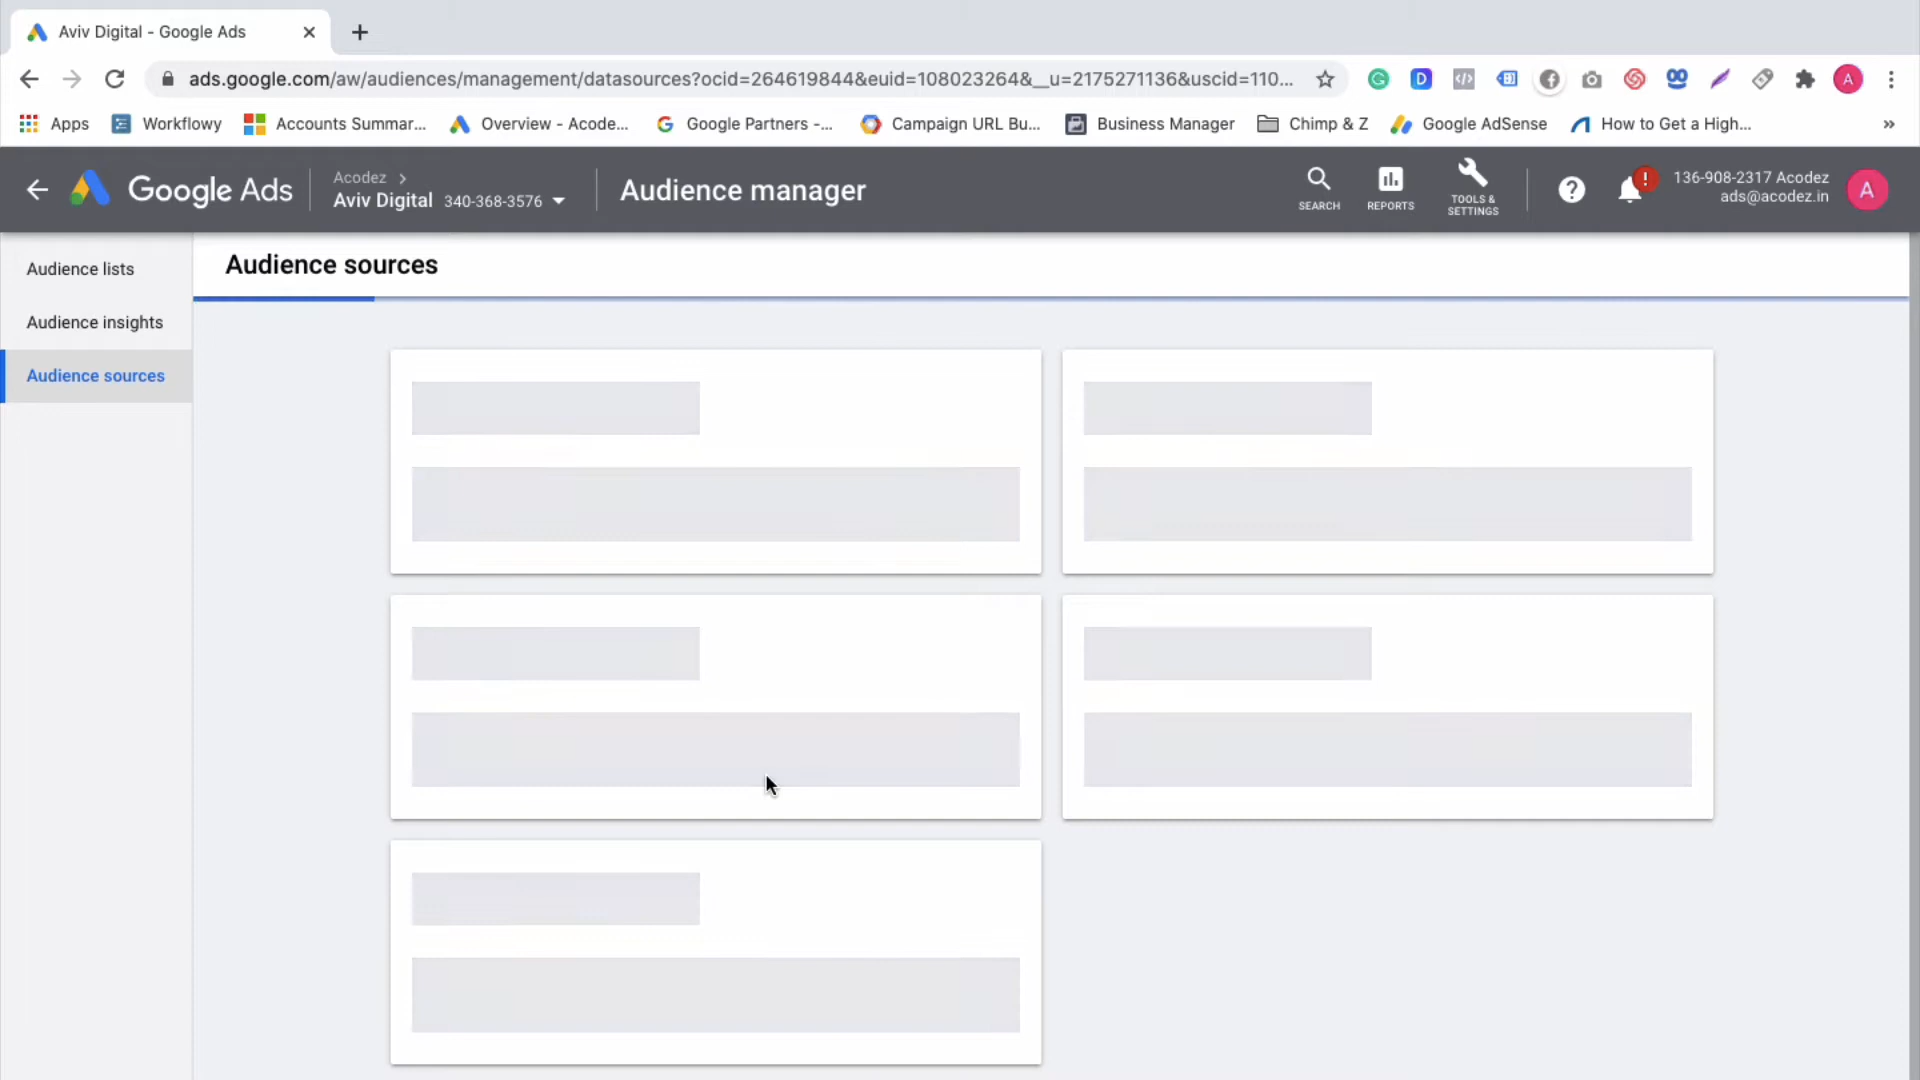 Aviv Digital - Google Ads
ads.google.com/aw/audiences/management/datasources?ocid=264619844&euid=108023264&__u=2175271136&uscid=110...
A
Apps
Workflowy
Accounts Summar...
Overview - Acode...
Google Partners -...
Campaign URL Bu...
Business Manager
Chimp & Z
Google AdSense
How to Get a High...
»
Google Ads
Acodez
Aviv Digital 340-368-3576
Audience manager
SEARCH
REPORTS
TOOLS &
SETTINGS
136-908-2317 Acodez
ads@acodez.in
A
Audience lists
Audience insights
Audience sources
Audience sources